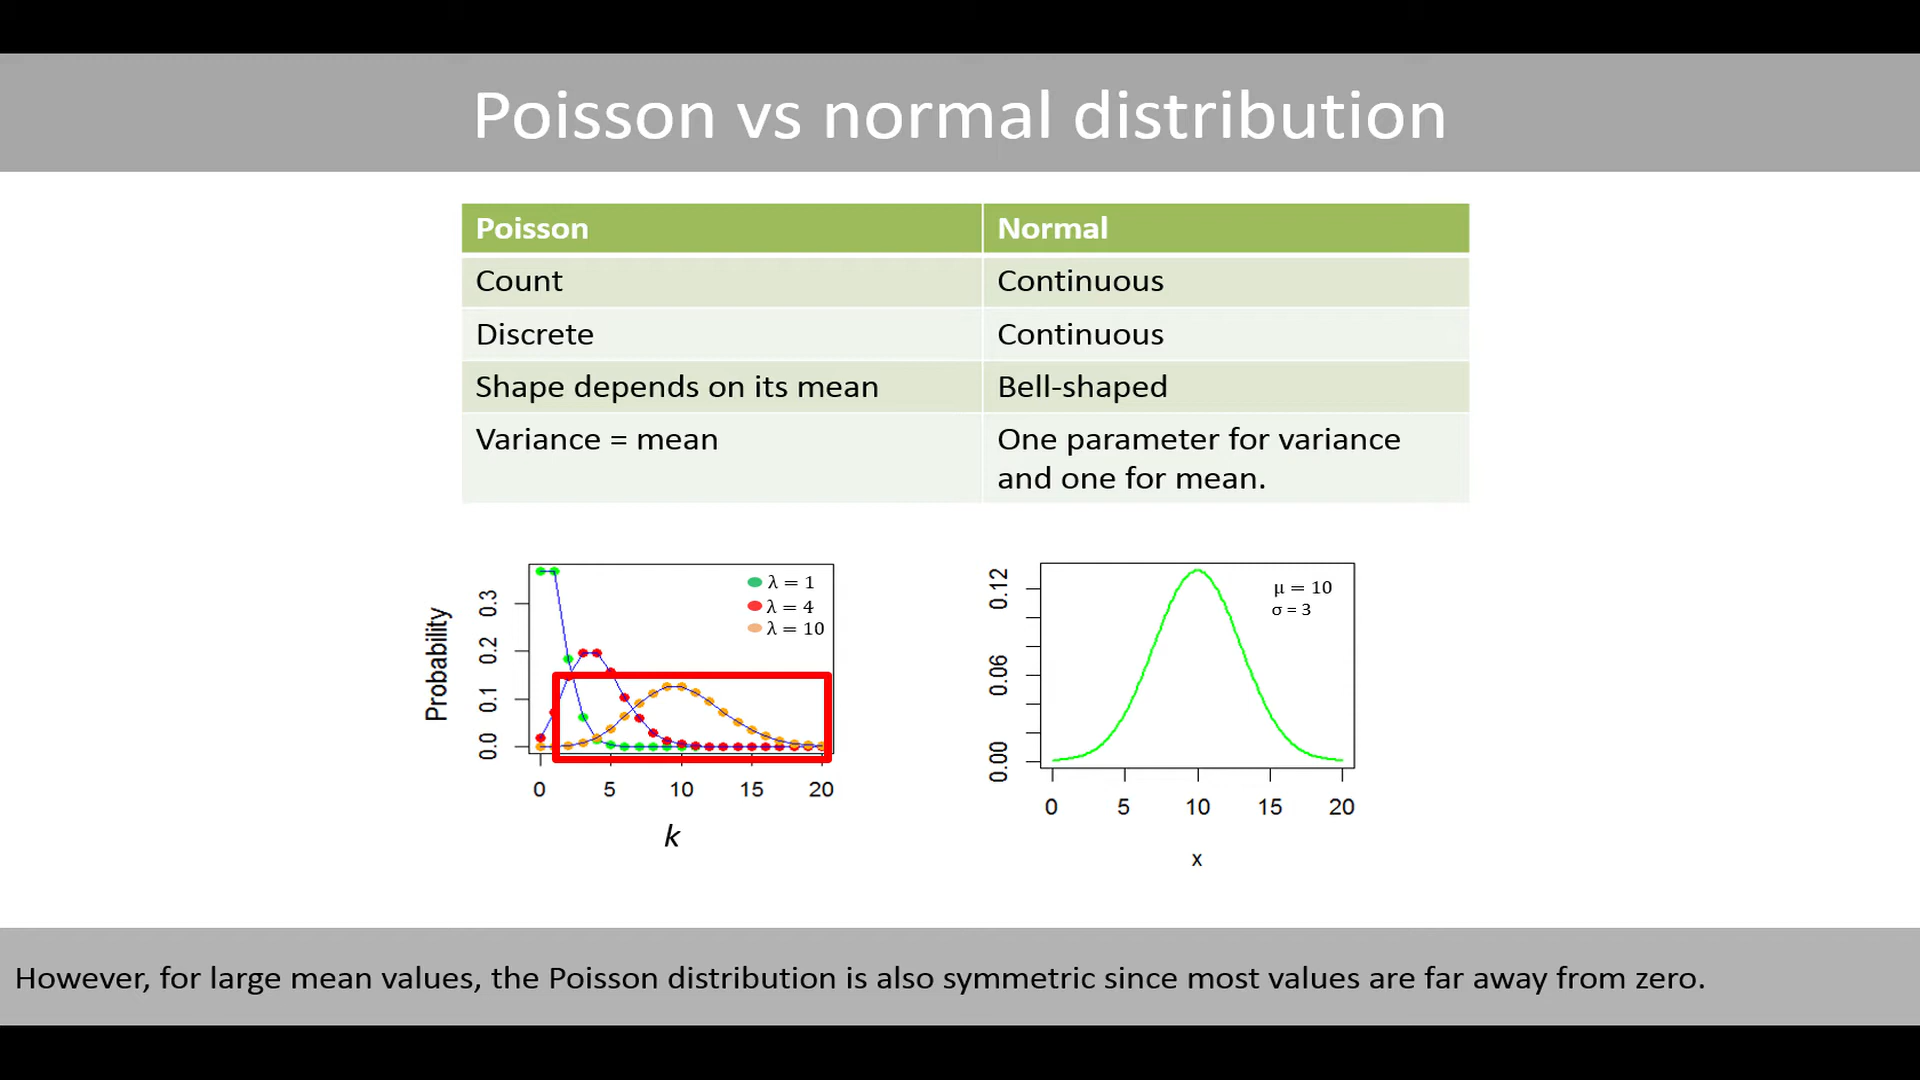 Poisson vs normal distribution
Poisson Normal
Count Continuous
Discrete Continuous
Shape depends on its mean Bell-shaped
Variance = mean One parameter for variance
and one for mean.
Probability
0.3
0.2
0.1
0.0
λ = 1
λ = 4
λ = 10
0 5 10 15 20
k
0.12
0.06
0.00
μ = 10
σ = 3
0 5 10 15 20
x
However, for large mean values, the Poisson distribution is also symmetric since most values are far away from zero.